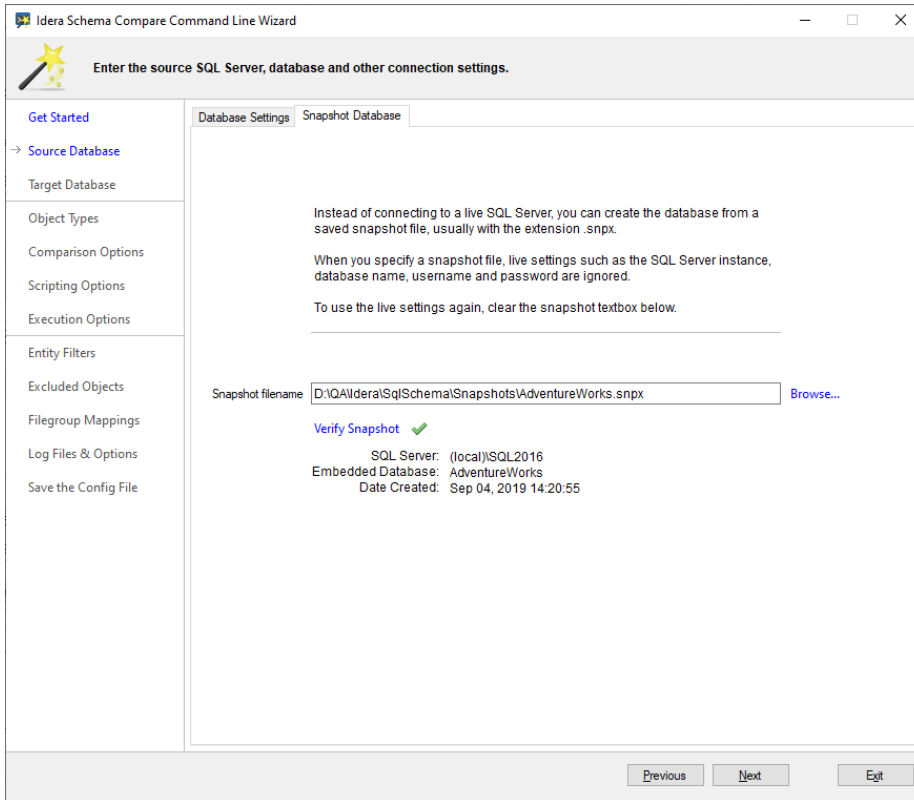 Idera Schema Compare Command Line Wizard
Enter the source SQL Server, database and other connection settings.
Get Started
Source Database
Target Database
Object Types
Comparison Options
Scripting Options
Execution Options
Entity Filters
Excluded Objects
Filegroup Mappings
Log Files & Options
Save the Config File
Database Settings
Snapshot Database
Instead of connecting to a live SQL Server, you can create the database from a
saved snapshot file, usually with the extension .snpx.
When you specify a snapshot file, live settings such as the SQL Server instance,
database name, username and password are ignored.
To use the live settings again, clear the snapshot textbox below.
Snapshot filename D:\QA\Idera\SqlSchema\Snapshots\AdventureWorks.snpx Browse...
Verify Snapshot
SQL Server: (local)\SQL2016
Embedded Database: AdventureWorks
Date Created: Sep 04, 2019 14:20:55
Previous Next Exit